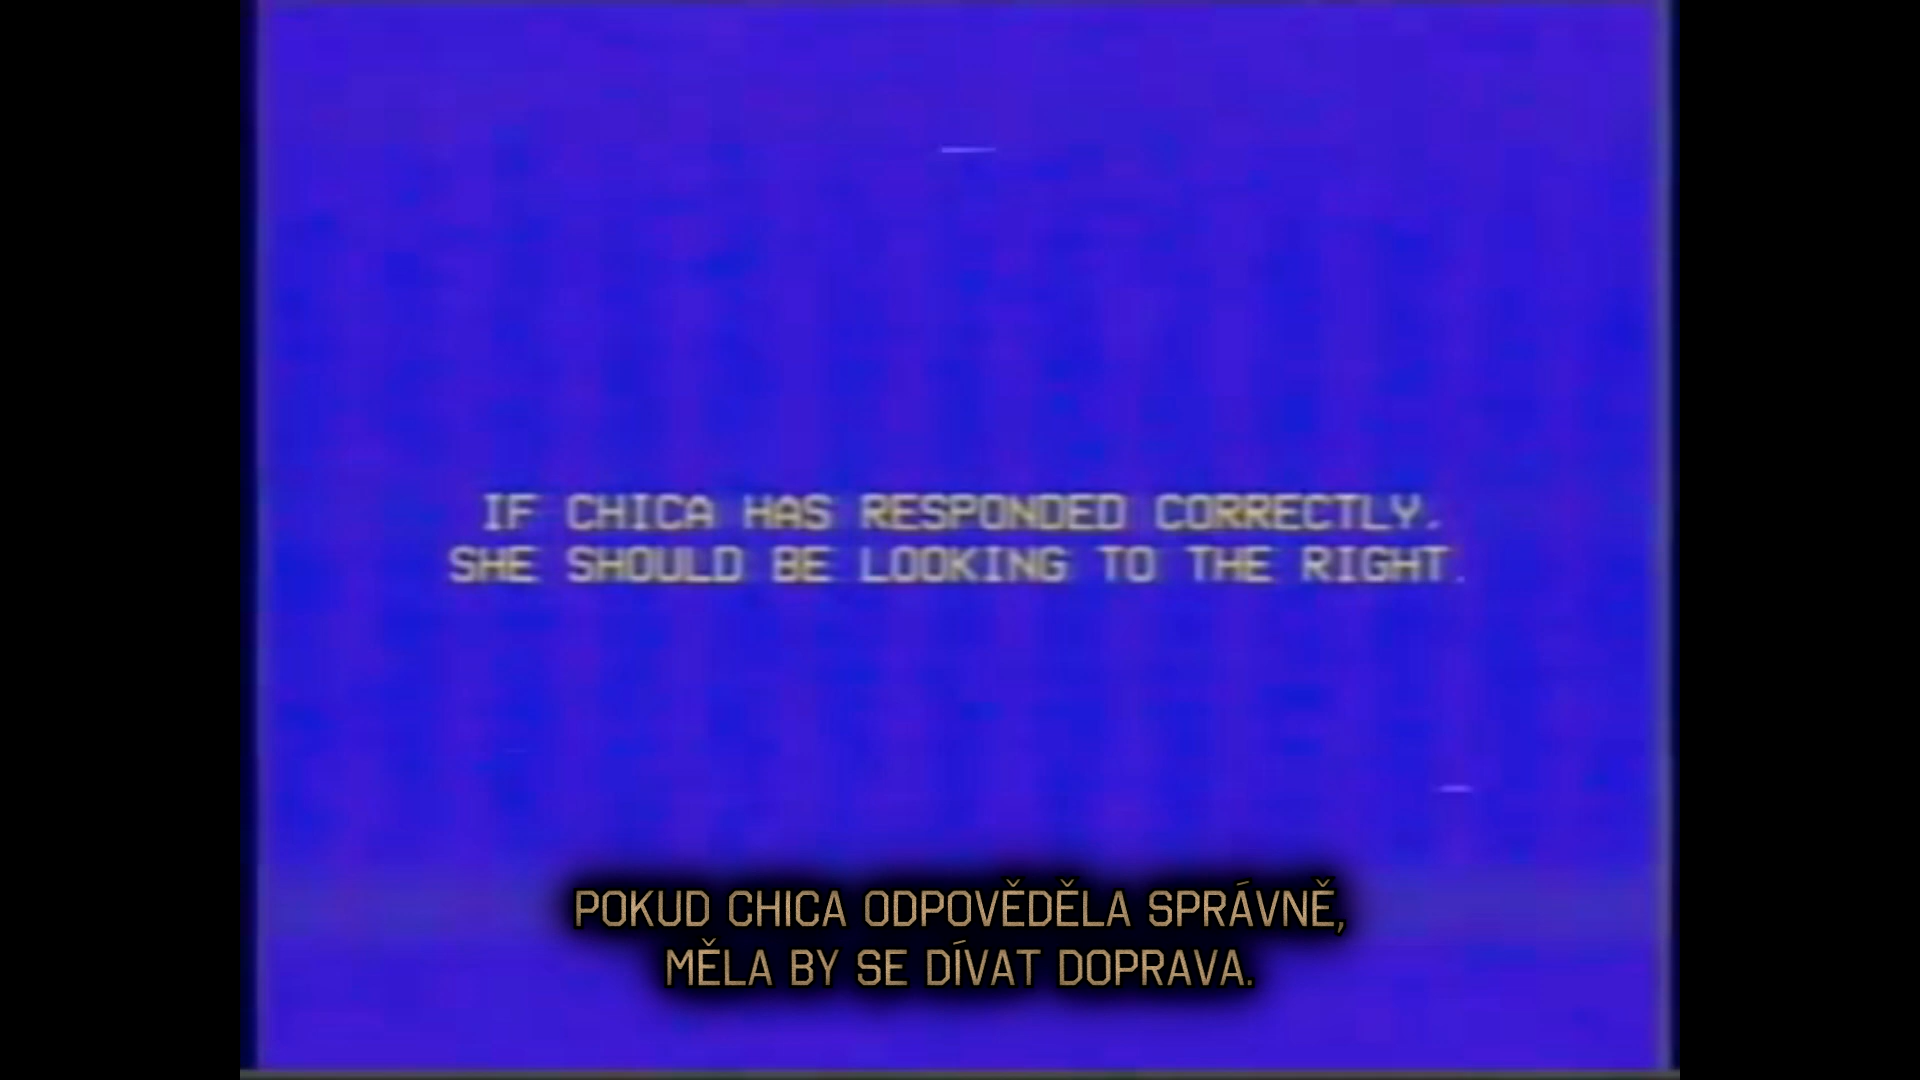 IF CHICA HAS RESPONDED CORRECTLY,
SHE SHOULD BE LOOKING TO THE RIGHT.
POKUD CHICA ODPOVĚDĚLA SPRÁVNĚ,
MĚLA BY SE DÍVAT DOPRAVA.